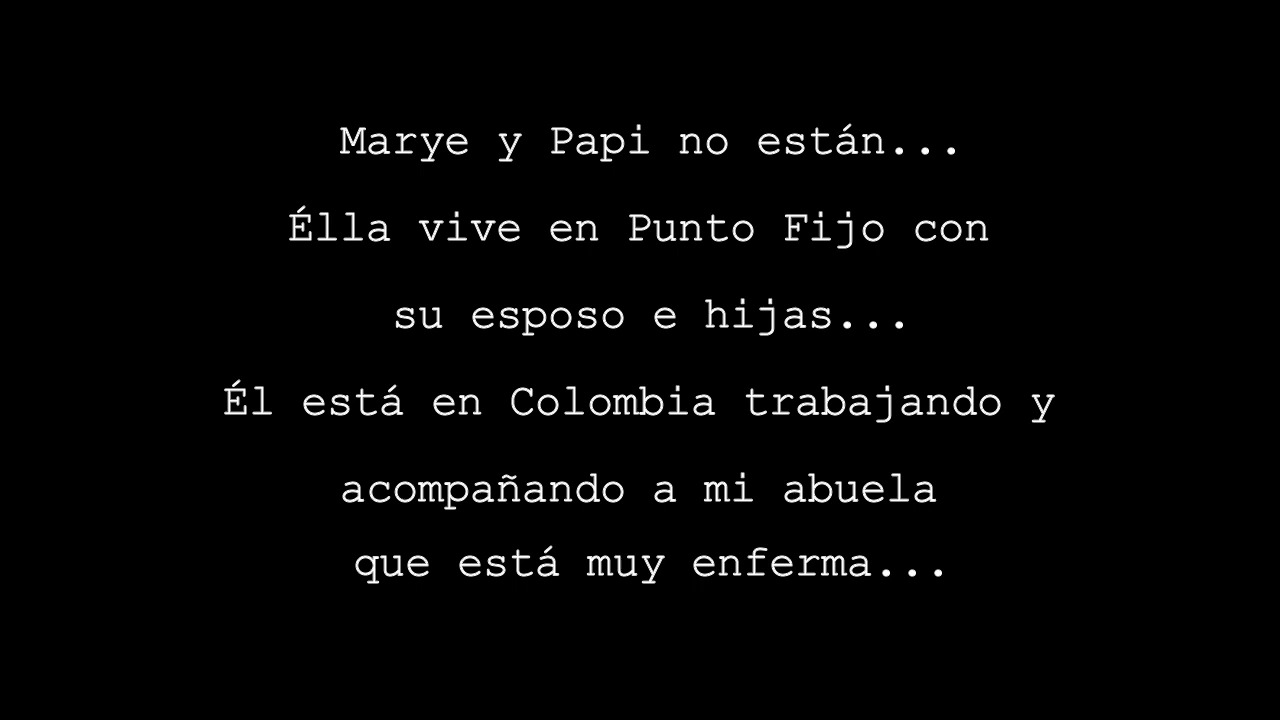 Marye y Papi no están...
Élla vive en Punto Fijo con
su esposo e hijas...
Él está en Colombia trabajando y
acompañando a mi abuela
que está muy enferma...